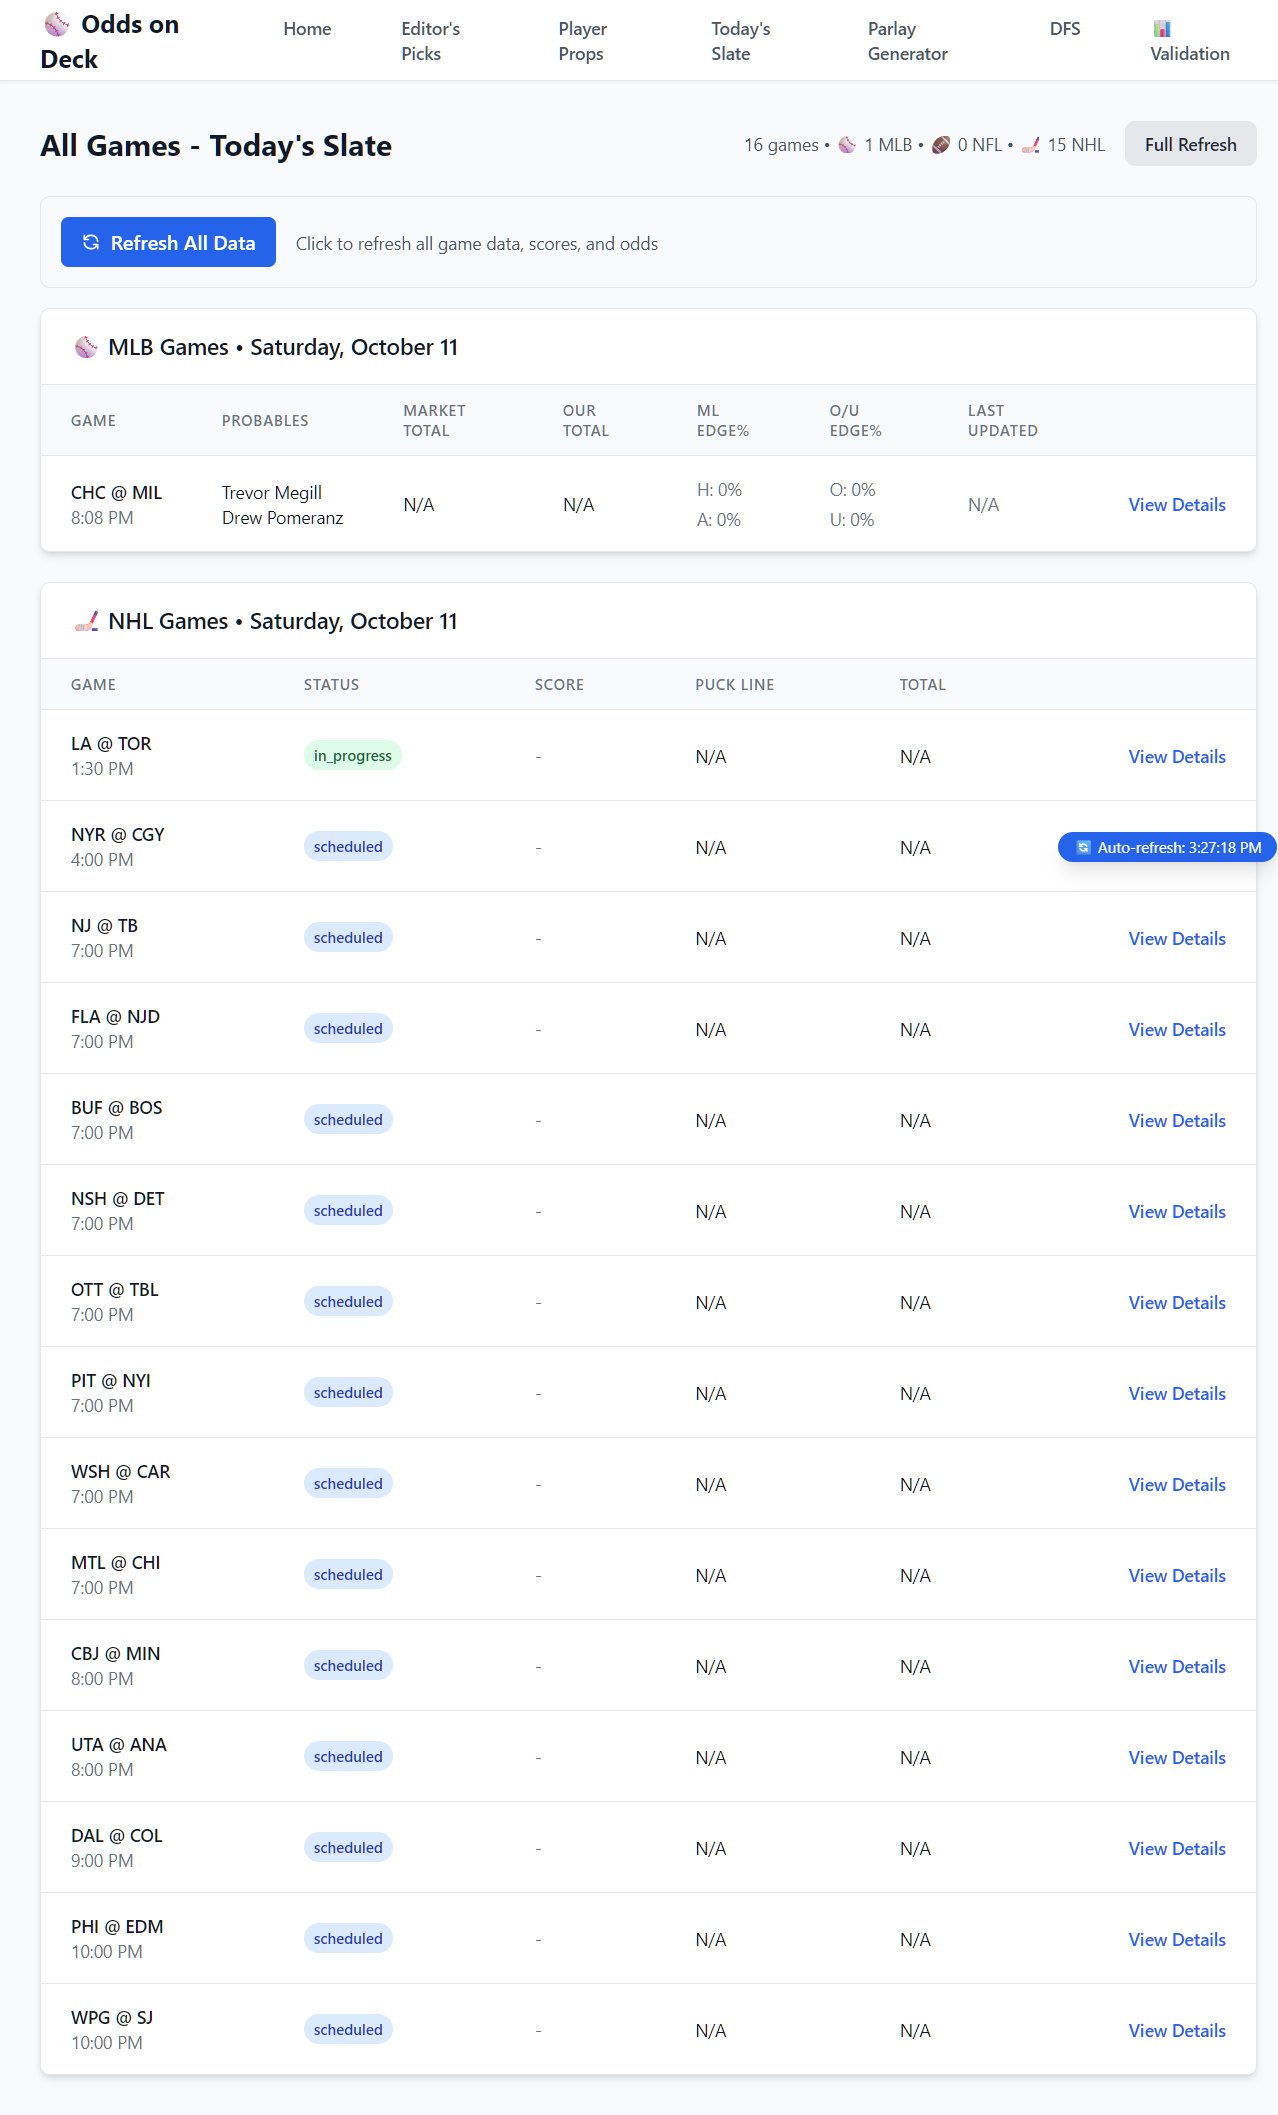 Odds on
Deck
Home
Editor's
Picks
Player
Props
Today's
Slate
Parlay
Generator
DFS
Validation
All Games - Today's Slate
16 games • 1 MLB • 0 NFL • 15 NHL
Full Refresh
Refresh All Data
Click to refresh all game data, scores, and odds
MLB Games • Saturday, October 11
GAME
PROBABLES
MARKET
TOTAL
OUR
TOTAL
ML
EDGE%
O/U
EDGE%
LAST
UPDATED
CHC @ MIL
8:08 PM
Trevor Megill
Drew Pomeranz
N/A
N/A
H: 0%
A: 0%
O: 0%
U: 0%
N/A
View Details
NHL Games • Saturday, October 11
GAME STATUS SCORE PUCK LINE TOTAL
LA @ TOR
1:30 PM
in_progress - N/A N/A View Details
NYR @ CGY
4:00 PM
scheduled - N/A N/A
Auto-refresh: 3:27:18 PM
NJ @ TB
7:00 PM
scheduled - N/A N/A View Details
FLA @ NJD
7:00 PM
scheduled - N/A N/A View Details
BUF @ BOS
7:00 PM
scheduled - N/A N/A View Details
NSH @ DET
7:00 PM
scheduled - N/A N/A View Details
OTT @ TBL
7:00 PM
scheduled - N/A N/A View Details
PIT @ NYI
7:00 PM
scheduled - N/A N/A View Details
WSH @ CAR
7:00 PM
scheduled - N/A N/A View Details
MTL @ CHI
7:00 PM
scheduled - N/A N/A View Details
CBJ @ MIN
8:00 PM
scheduled - N/A N/A View Details
UTA @ ANA
8:00 PM
scheduled - N/A N/A View Details
DAL @ COL
9:00 PM
scheduled - N/A N/A View Details
PHI @ EDM
10:00 PM
scheduled - N/A N/A View Details
WPG @ SJ
10:00 PM
scheduled - N/A N/A View Details